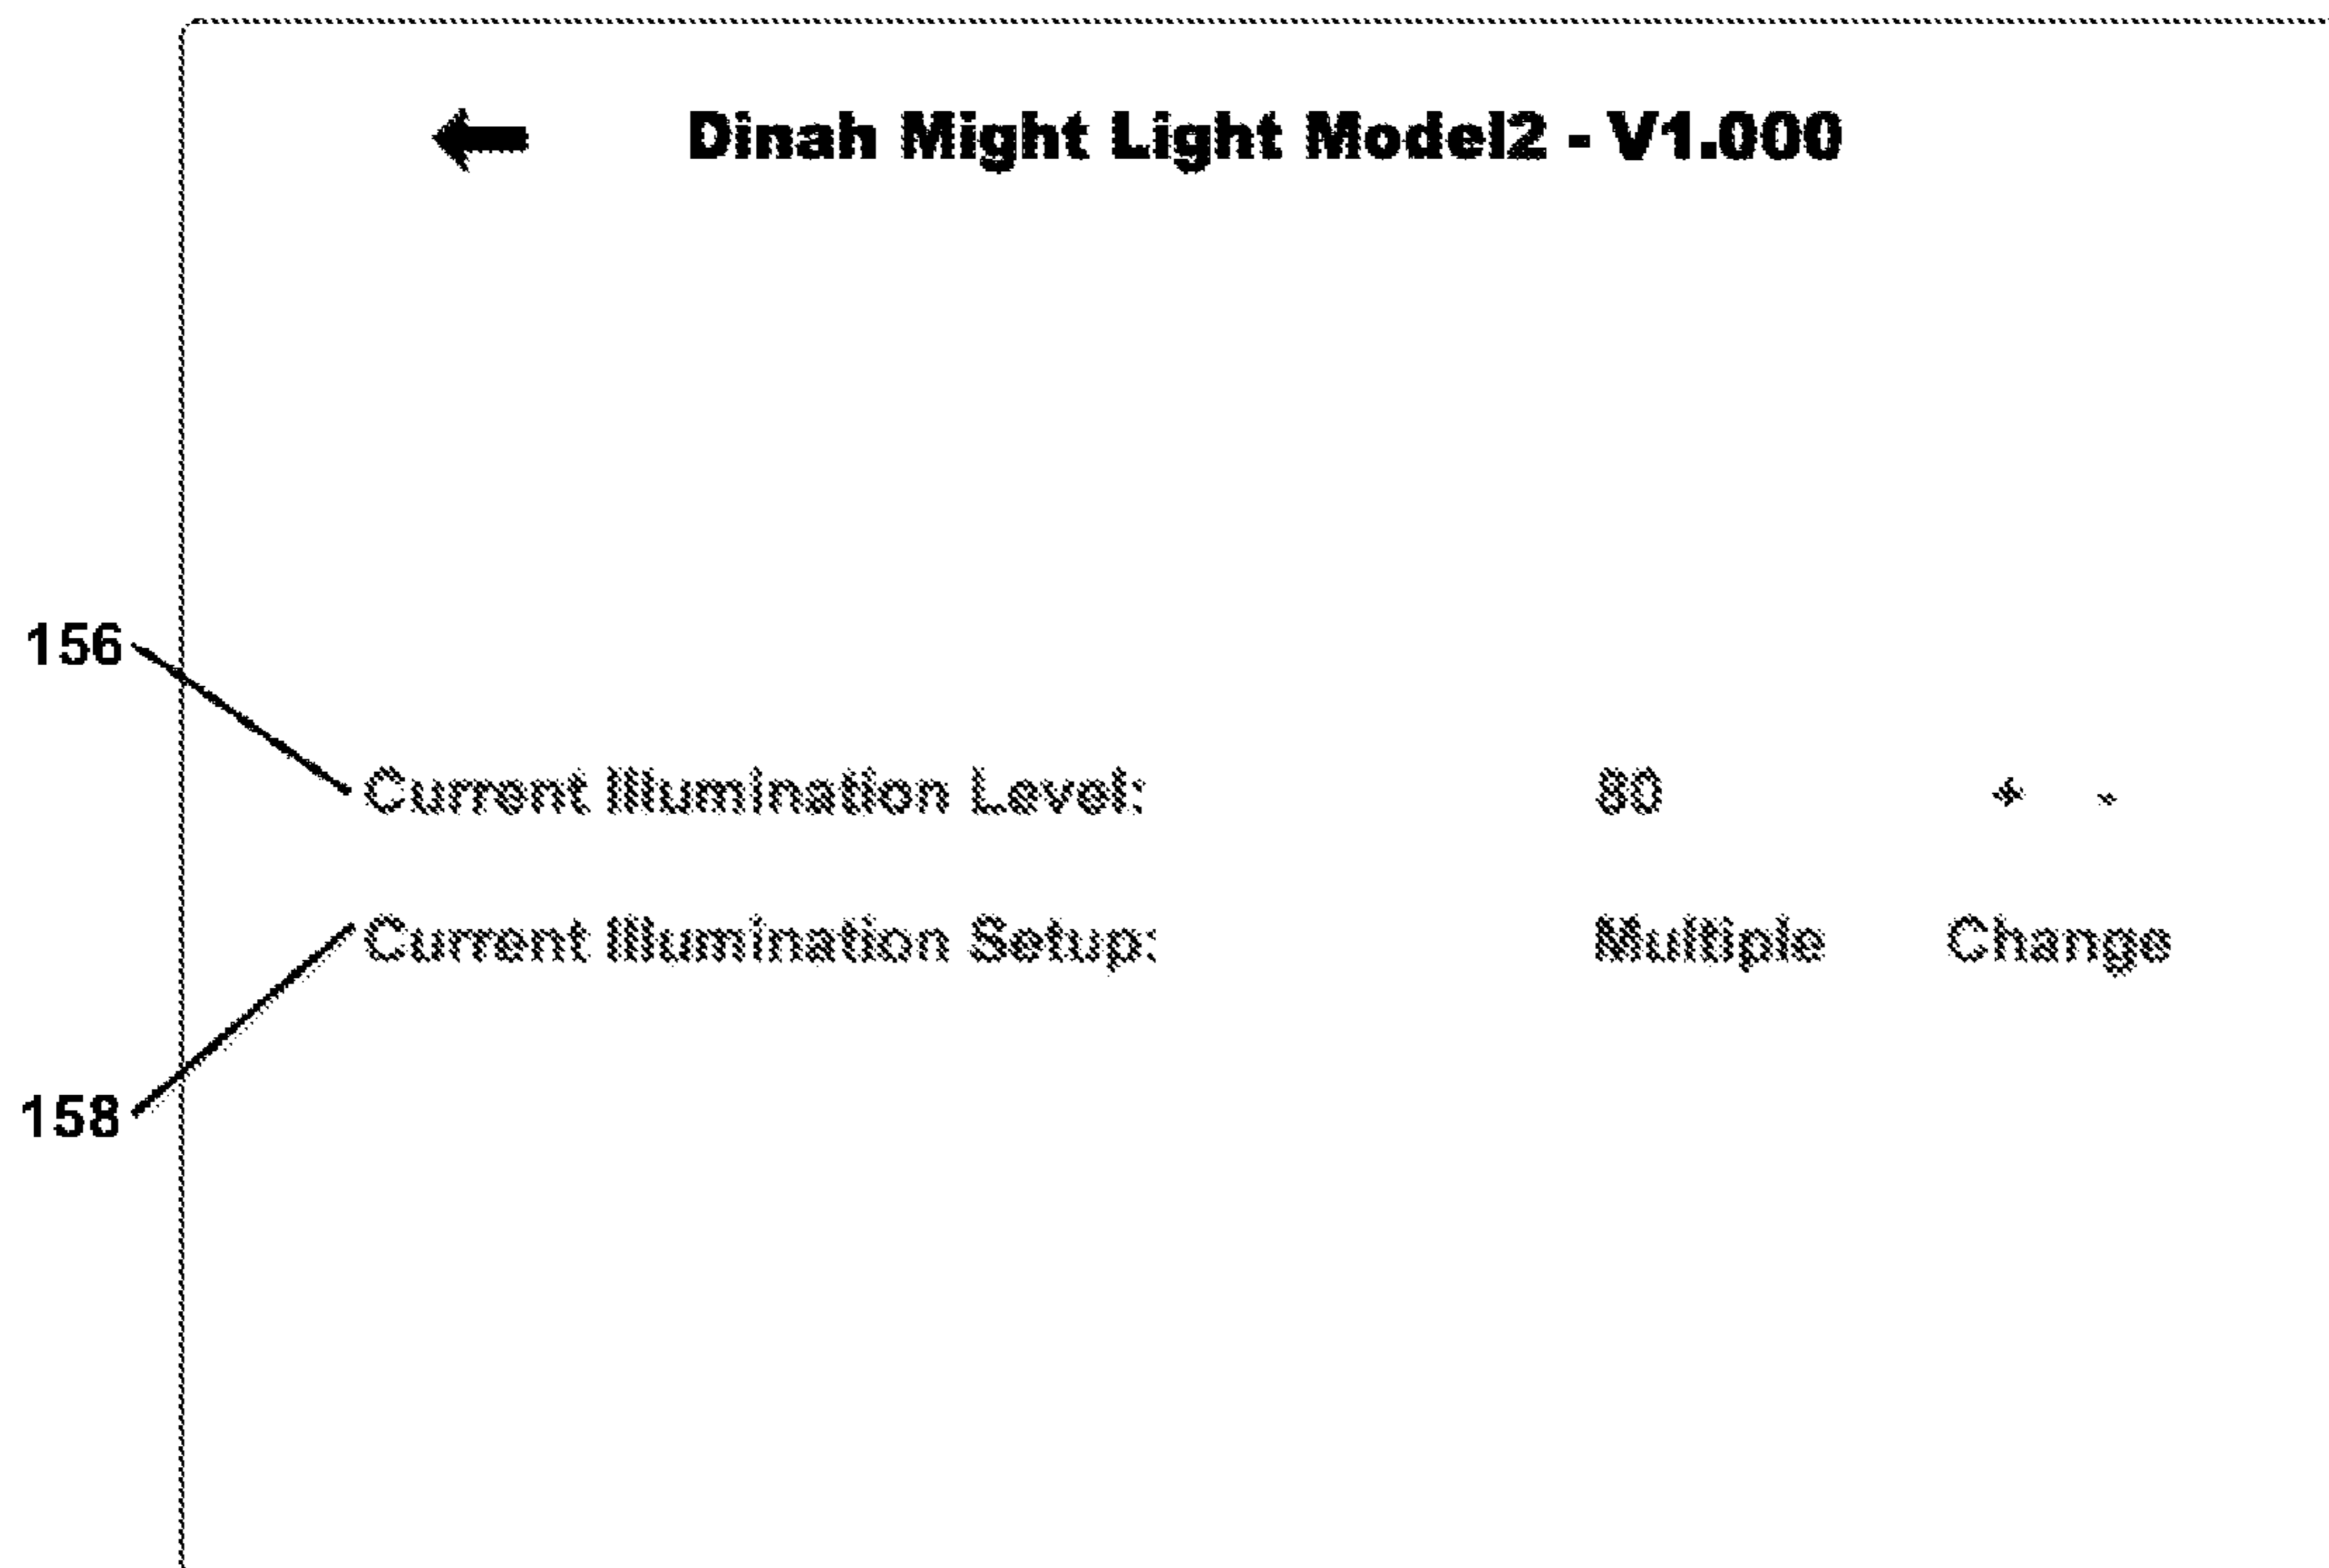 ← Dinah Might Light Model2 - V1.000
156
Current Illumination Level: 80 + -
Current Illumination Setup: Multiple Change
158